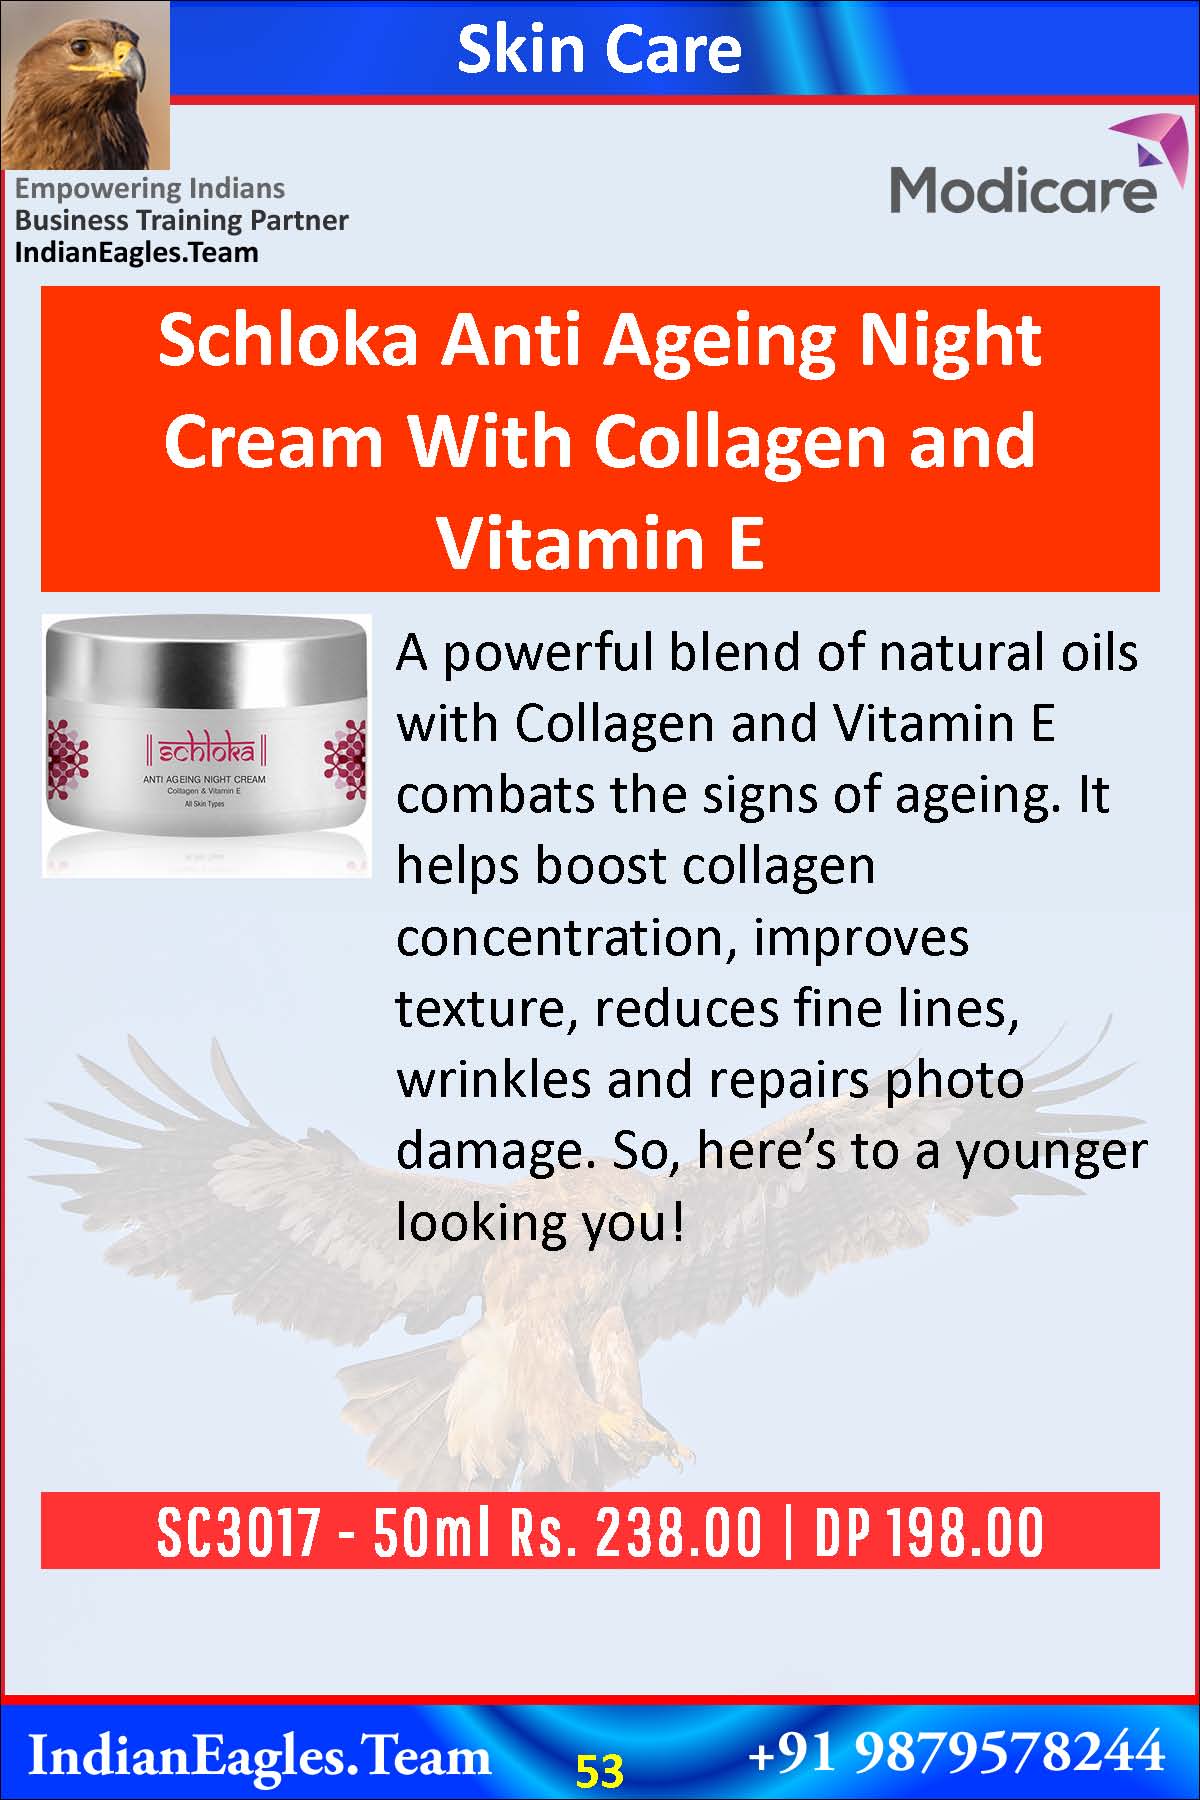 Skin Care
Modicare
Empowering Indians
Business Training Partner
IndianEagles.Team
Schloka Anti Ageing Night
Cream With Collagen and
Vitamin E
|| schloka ||
ANTI AGEING NIGHT CREAM
Collagen & Vitamin E
All Skin Types
A powerful blend of natural oils
with Collagen and Vitamin E
combats the signs of ageing. It
helps boost collagen
concentration, improves
texture, reduces fine lines,
wrinkles and repairs photo
damage. So, here’s to a younger
looking you!
SC3017 - 50ml Rs. 238.00 | DP 198.00
IndianEagles.Team
53
+91 9879578244